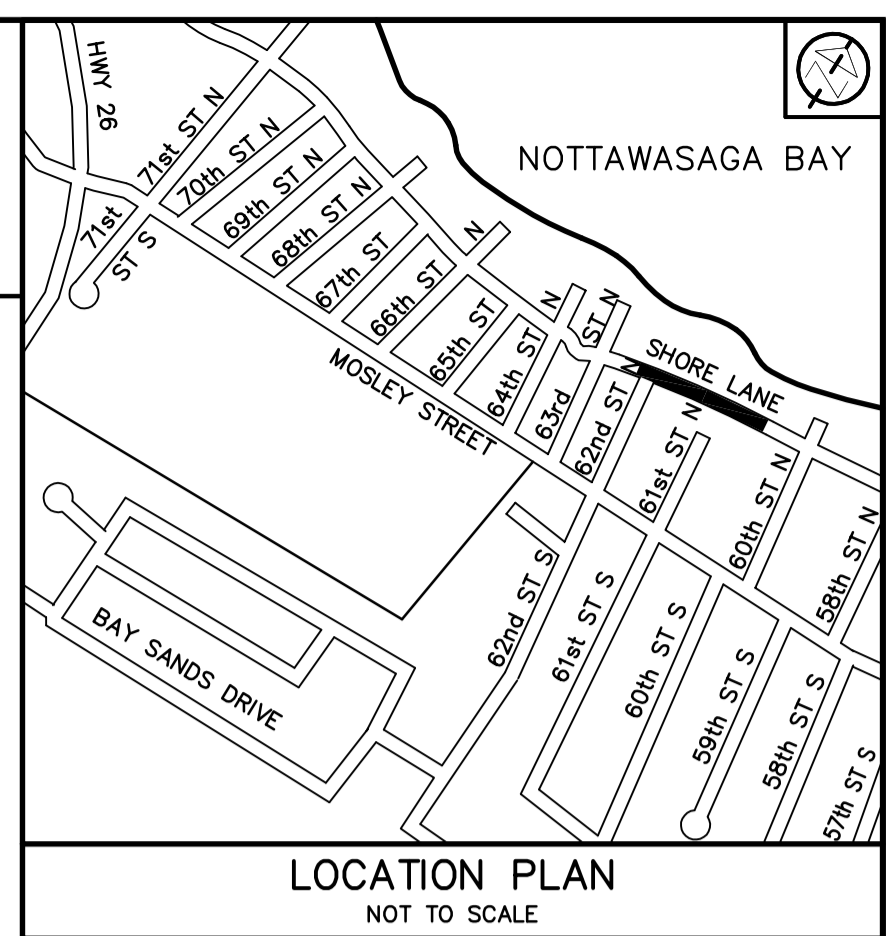 HWY 26
NOTTAWASAGA BAY
71st ST N
70th ST N
69th ST N
68th ST N
67th ST N
66th ST N
65th ST N
64th ST N
63rd ST N
62nd ST N
61st ST N
60th ST N
58th ST N
71st ST S
SHORE LANE
MOSLEY STREET
62nd ST S
61st ST S
60th ST S
59th ST S
58th ST S
57th ST S
BAY SANDS DRIVE
LOCATION PLAN
NOT TO SCALE